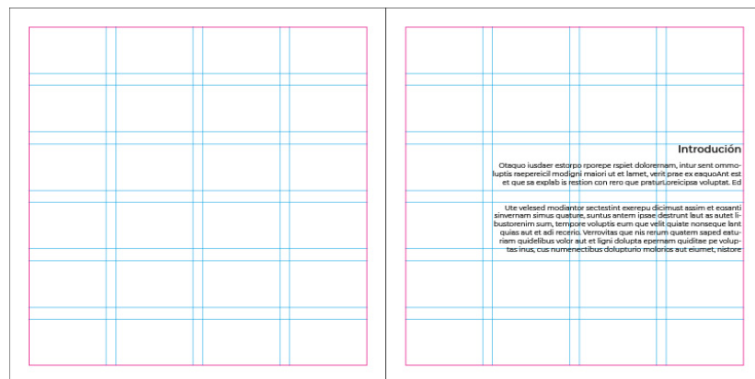 Introdución
Otaquo iusdaer estorpo rporepe rspiet doloremam, intur sent ommo-
luptis raepereicil modigni maiori ut et lamet, verit prae ex eaquoAnt est
et que sa explab is restion con rero que praturLoreicipsa voluptat. Ed
Ute velesed modiantor sectestint exerepu dicimust assim et eosanti
sinvernam simus quature, suntus antem ipsae destrunt laut as autet li-
bustorenim sum, tempore voluptis eum que velit quiate nonseque lant
quias aut et adi recerio. Verrovitas que nis rerum quatem saped eatu-
riam quidelibus volor aut et ligni dolupta epernam quiditae pe volup-
tas inus, cus numenectibus dolupturio molorios aut eiumet, nistore